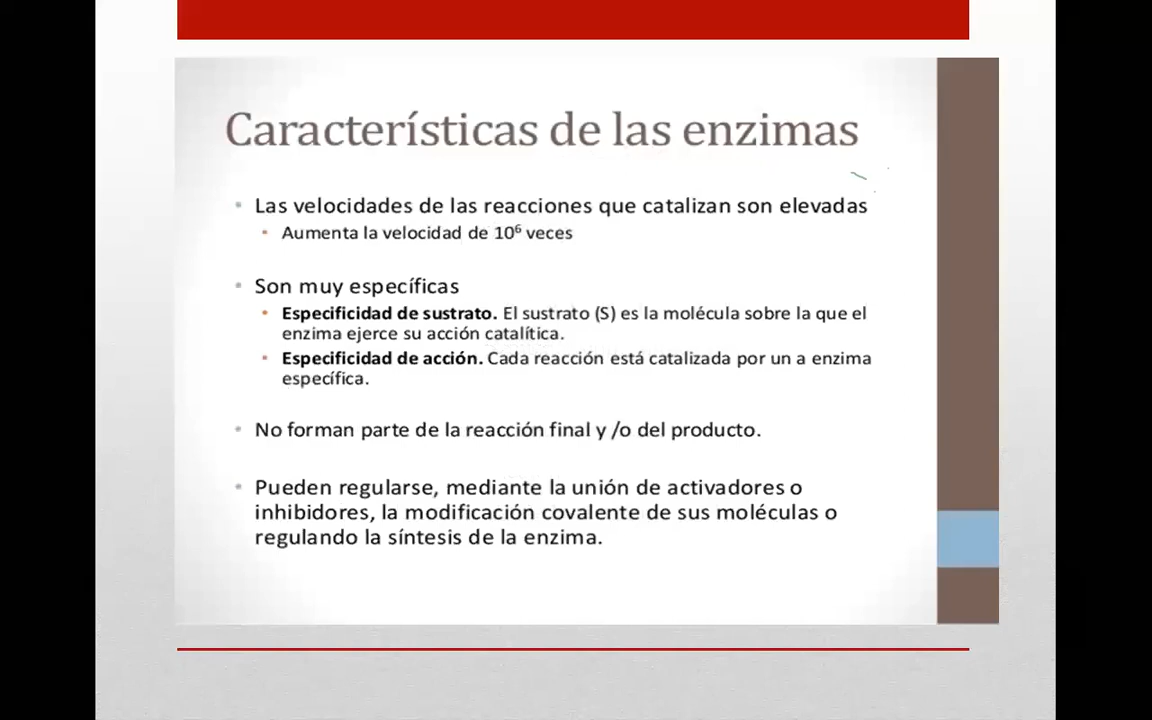 Características de las enzimas
• Las velocidades de las reacciones que catalizan son elevadas
• Aumenta la velocidad de 10⁶ veces
• Son muy específicas
• Especificidad de sustrato. El sustrato (S) es la molécula sobre la que el
enzima ejerce su acción catalítica.
• Especificidad de acción. Cada reacción está catalizada por un a enzima
específica.
• No forman parte de la reacción final y /o del producto.
• Pueden regularse, mediante la unión de activadores o
inhibidores, la modificación covalente de sus moléculas o
regulando la síntesis de la enzima.